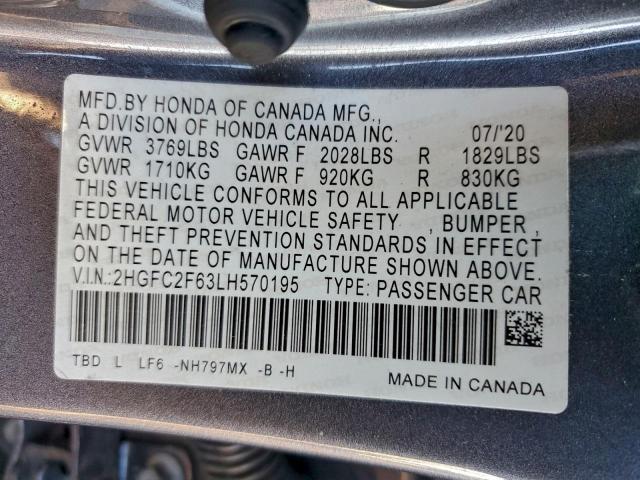 MFD.BY HONDA OF CANADA MFG.,
A DIVISION OF HONDA CANADA INC. 07/'20
GVWR 3769LBS GAWR F 2028LBS R 1829LBS
GVWR 1710KG GAWR F 920KG R 830KG
THIS VEHICLE CONFORMS TO ALL APPLICABLE
FEDERAL MOTOR VEHICLE SAFETY , BUMPER ,
AND THEFT PREVENTION STANDARDS IN EFFECT
ON THE DATE OF MANUFACTURE SHOWN ABOVE.
V.I.N.:2HGFC2F63LH570195 TYPE: PASSENGER CAR
TBD L LF6 -NH797MX -B -H
MADE IN CANADA